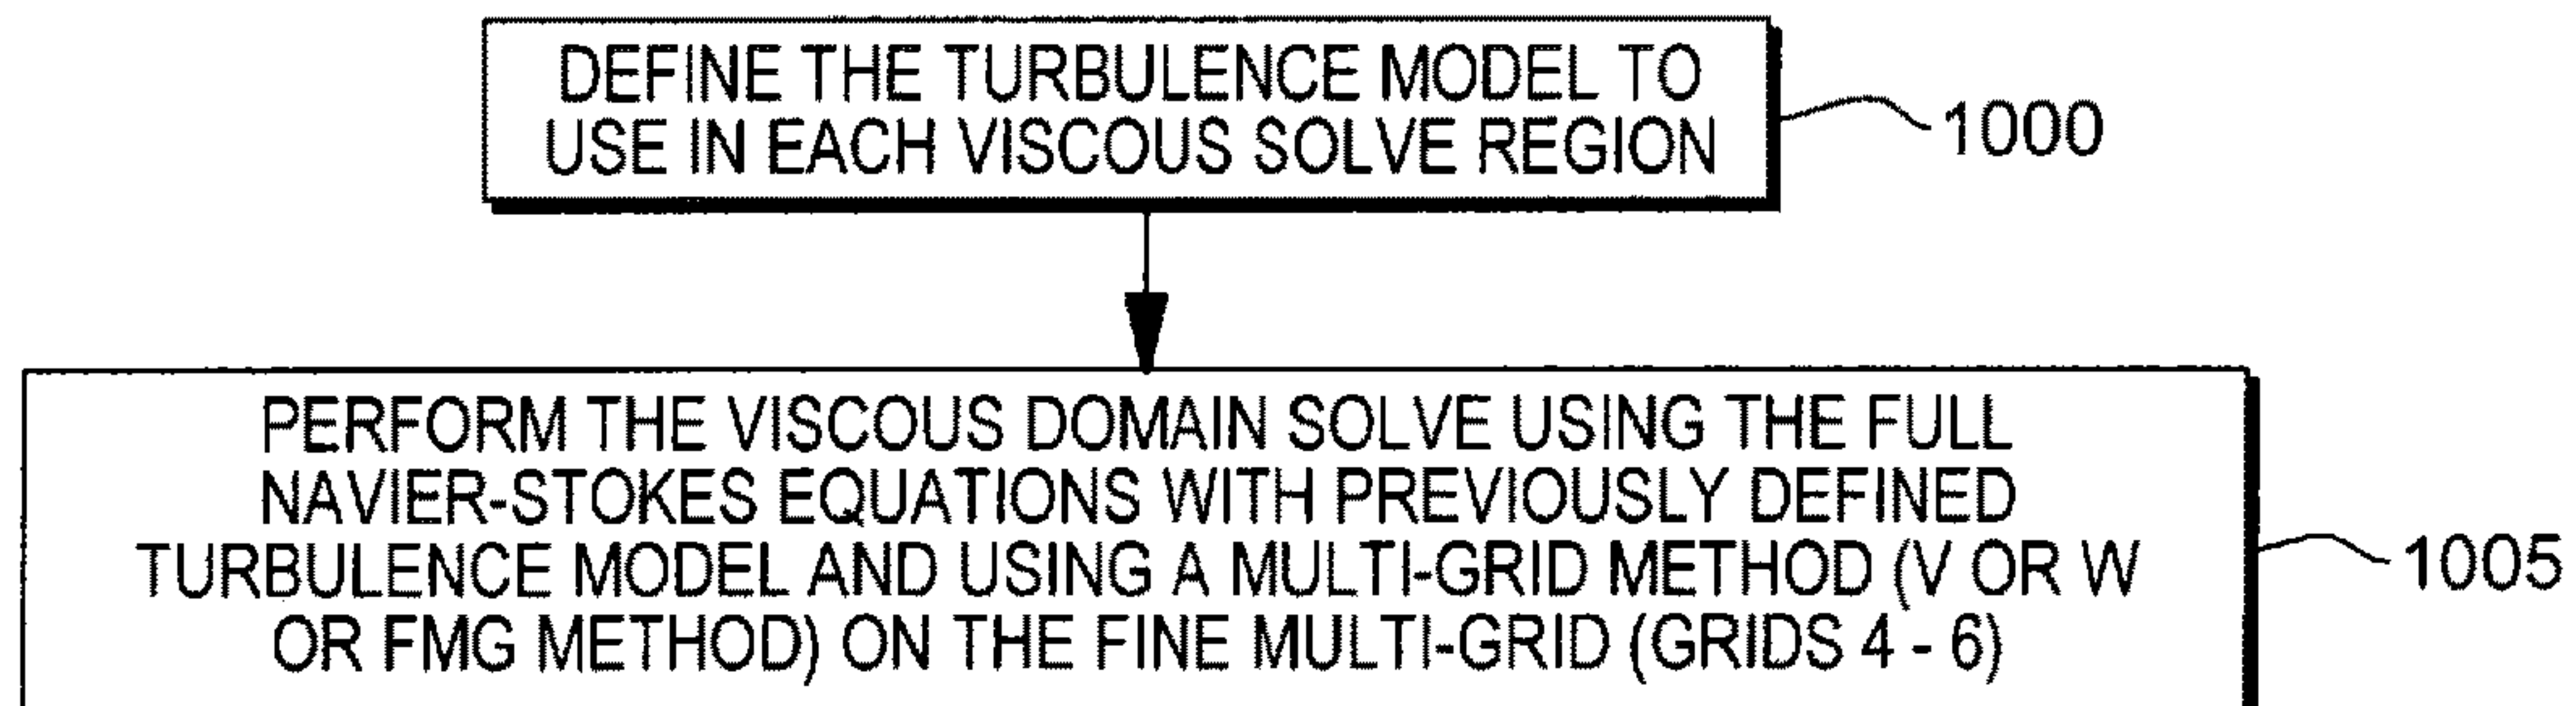 DEFINE THE TURBULENCE MODEL TO
USE IN EACH VISCOUS SOLVE REGION
1000
PERFORM THE VISCOUS DOMAIN SOLVE USING THE FULL
NAVIER-STOKES EQUATIONS WITH PREVIOUSLY DEFINED
TURBULENCE MODEL AND USING A MULTI-GRID METHOD (V OR W
OR FMG METHOD) ON THE FINE MULTI-GRID (GRIDS 4 - 6)
1005